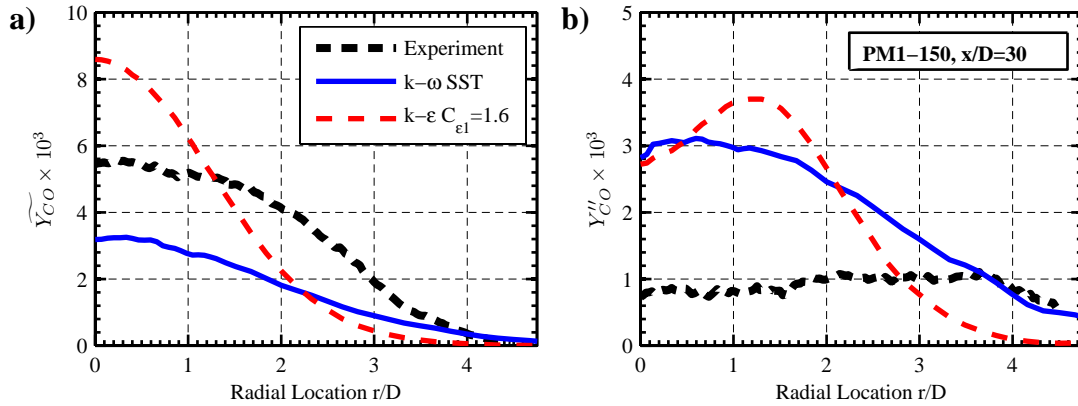 a)
10
8
6
4
2
0
0
1
2
3
4
Radial Location r/D
Ỹ_CO × 10³
Experiment
k−ω SST
k−ε C_ε1=1.6
b)
5
4
3
2
1
0
0
1
2
3
4
Radial Location r/D
Y''_CO × 10³
PM1−150, x/D=30